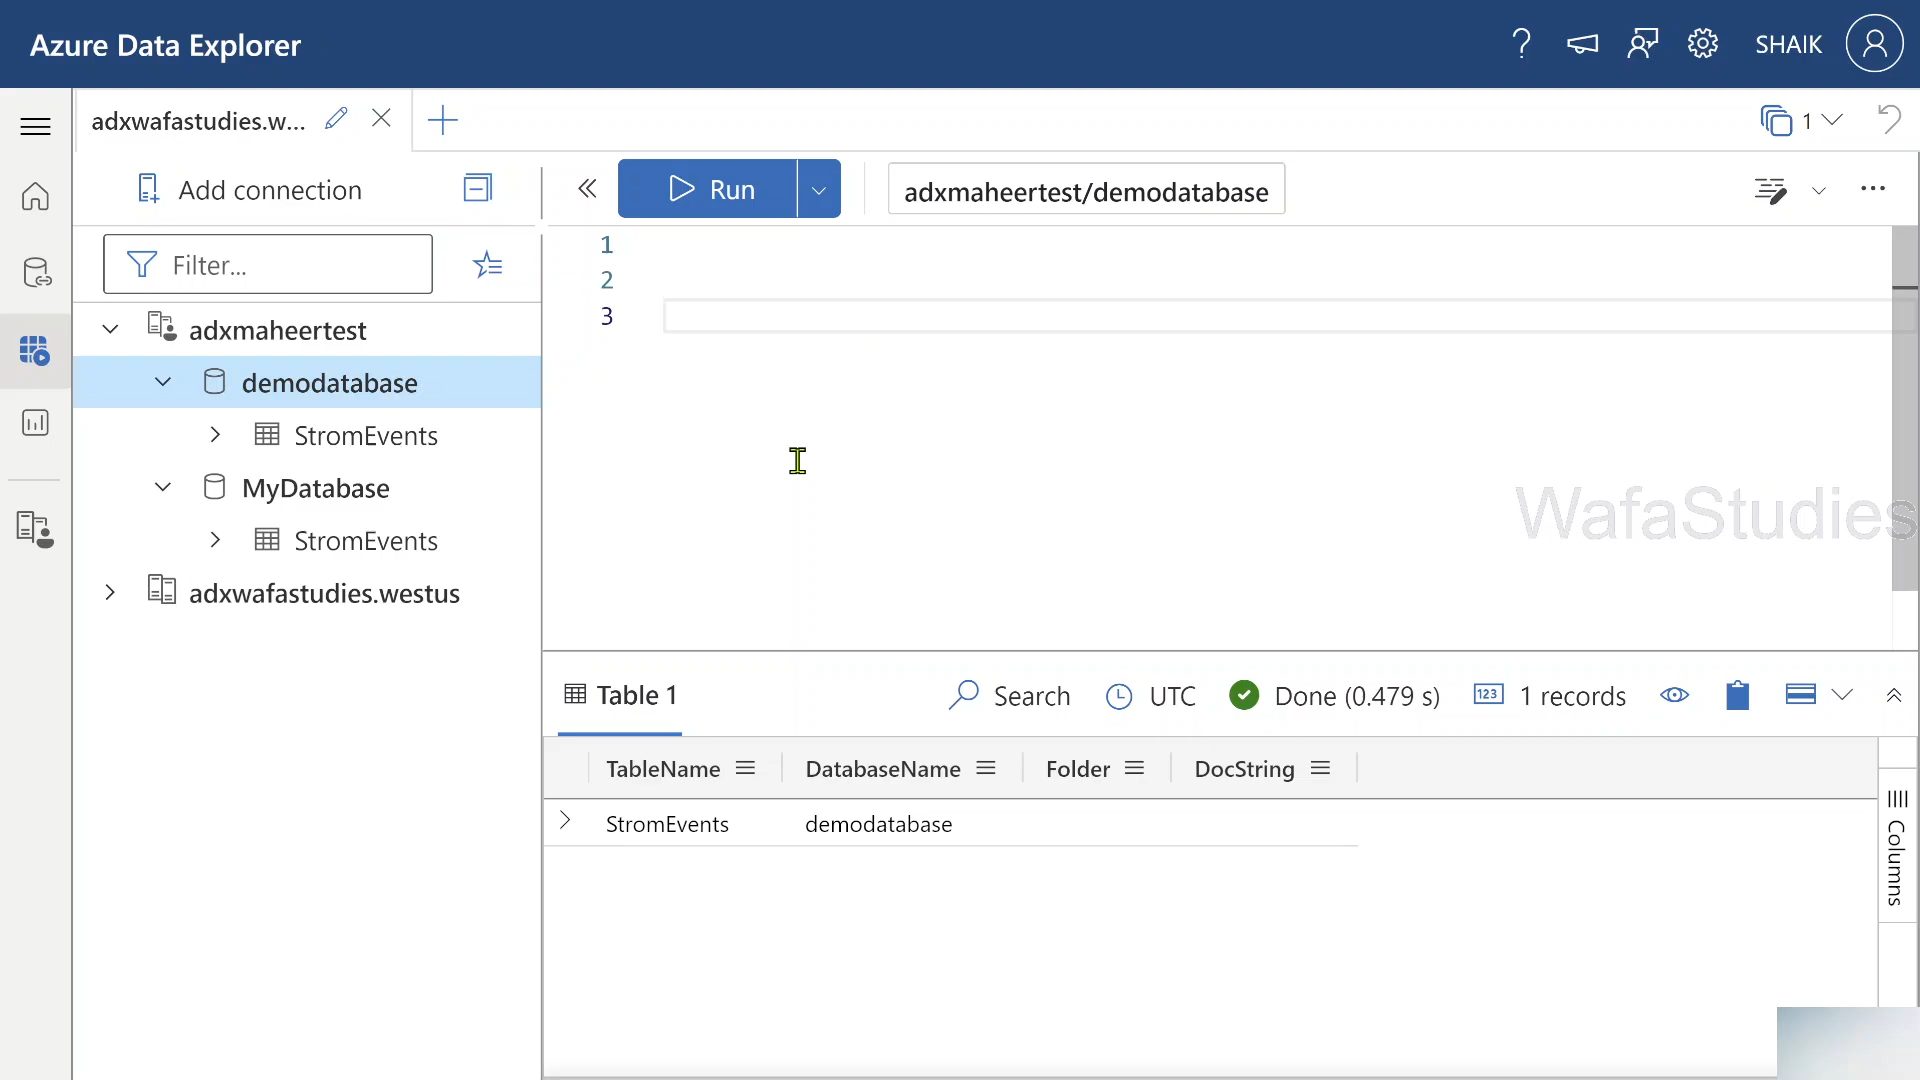 Azure Data Explorer
SHAIK
adxwafastudies.w...
1
Add connection
Run
adxmaheertest/demodatabase
Filter...
1
2
3
adxmaheertest
demodatabase
StromEvents
MyDatabase
StromEvents
adxwafastudies.westus
WafaStudies
Table 1
Search
UTC
Done (0.479 s)
123
1 records
TableName
DatabaseName
Folder
DocString
StromEvents
demodatabase
Columns